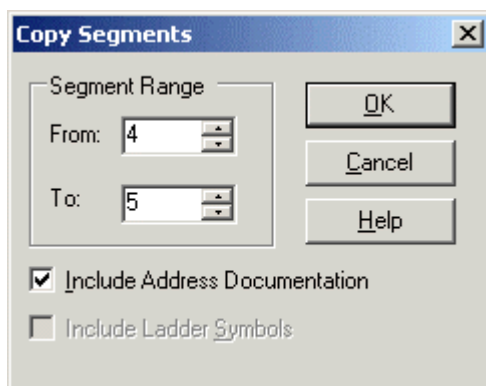 Copy Segments
Segment Range
From: 4
To: 5
OK
Cancel
Help
Include Address Documentation
Include Ladder Symbols